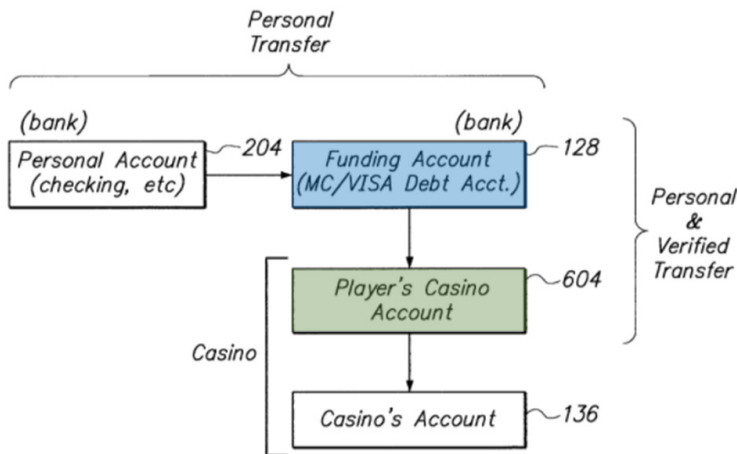 Personal
Transfer
(bank)
(bank)
204
128
Personal Account
(checking, etc)
Funding Account
(MC/VISA Debt Acct.)
Personal
&
Verified
Transfer
604
Player's Casino
Account
Casino
136
Casino's Account